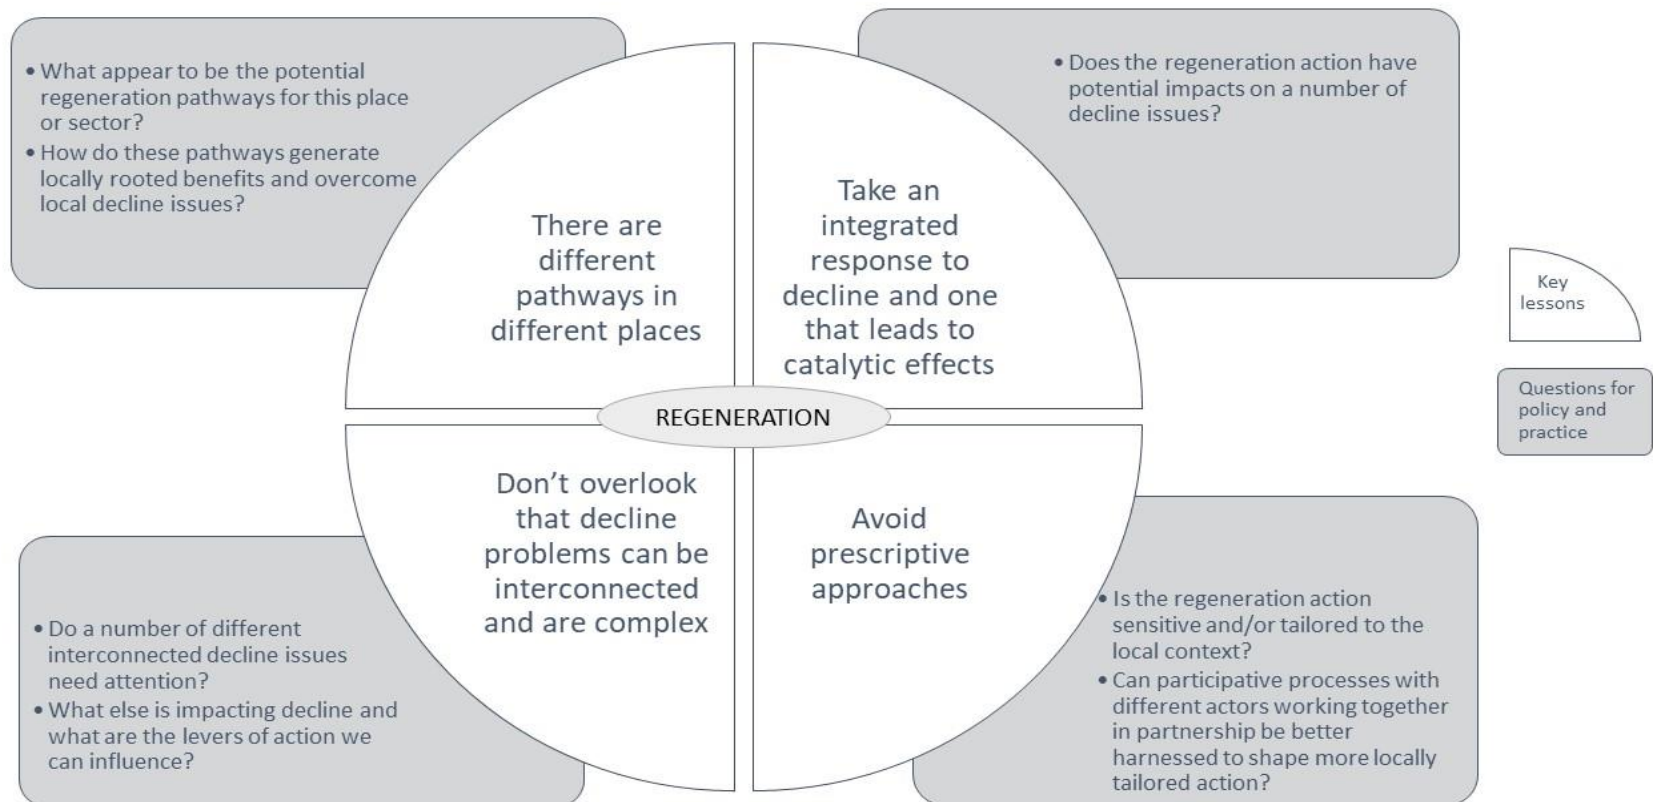 • What appear to be the potential
regeneration pathways for this place
or sector?
• How do these pathways generate
locally rooted benefits and overcome
local decline issues?
• Does the regeneration action have
potential impacts on a number of
decline issues?
There are
different
pathways in
different places
Take an
integrated
response to
decline and one
that leads to
catalytic effects
Key
lessons
Questions for
policy and
practice
REGENERATION
Don’t overlook
that decline
problems can be
interconnected
and are complex
Avoid
prescriptive
approaches
• Do a number of different
interconnected decline issues
need attention?
• What else is impacting decline and
what are the levers of action we
can influence?
• Is the regeneration action
sensitive and/or tailored to the
local context?
• Can participative processes with
different actors working together
in partnership be better
harnessed to shape more locally
tailored action?